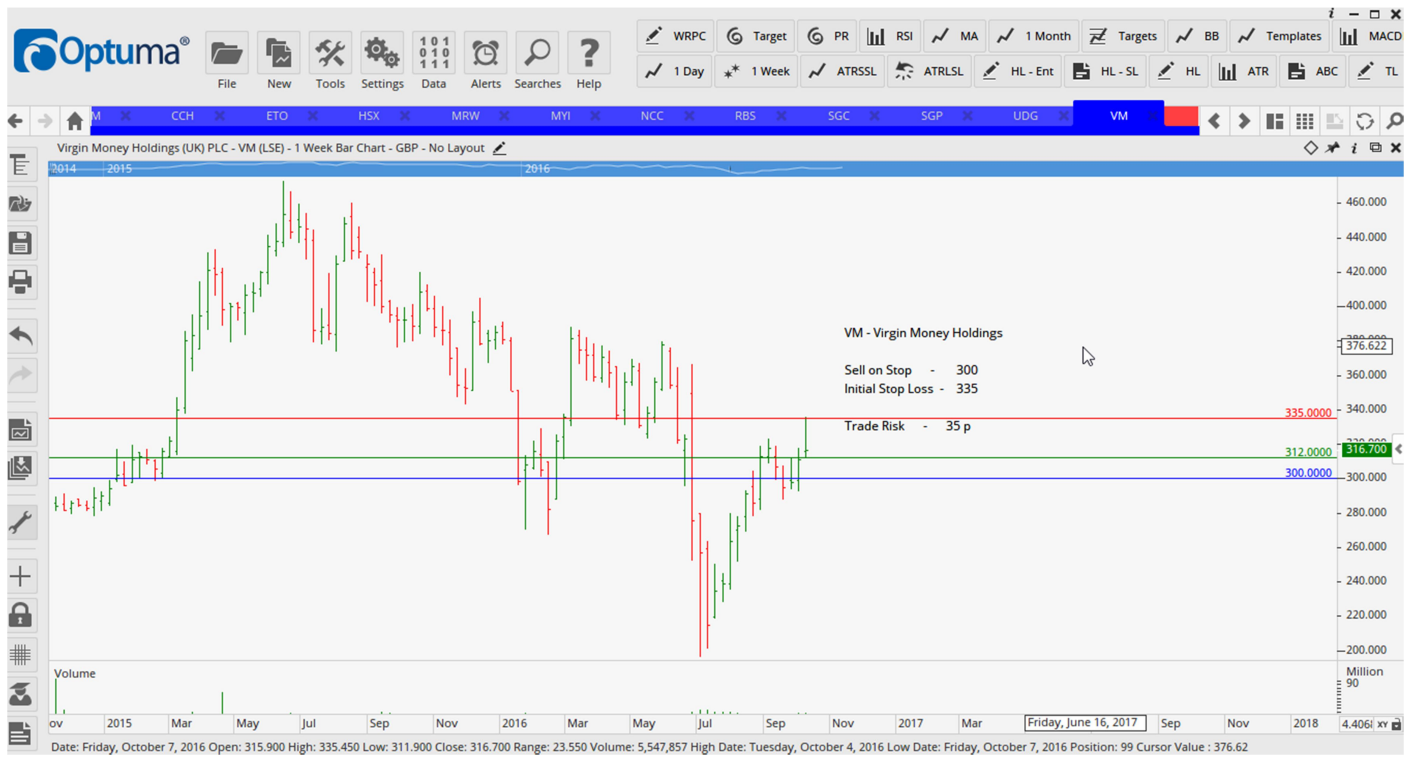 i
Optuma®
File New Tools Settings Data Alerts Searches Help
101
010
111
WRPC Target PR RSI MA 1 Month Targets BB Templates MACD
1 Day 1 Week ATRSSL ATRLSL HL - Ent HL - SL HL ATR ABC TL
M CCH ETO HSX MRW MYI NCC RBS SGC SGP UDG VM
Virgin Money Holdings (UK) PLC - VM (LSE) - 1 Week Bar Chart - GBP - No Layout
2014 2015 2016
460.000
440.000
420.000
400.000
VM - Virgin Money Holdings
376.622
Sell on Stop - 300
360.000
Initial Stop Loss - 335
340.000
335.0000
Trade Risk - 35 p
312.0000 316.700
300.0000 300.000
280.000
260.000
240.000
220.000
200.000
Volume Million
90
ov 2015 Mar May Jul Sep Nov 2016 Mar May Jul Sep Nov 2017 Mar Friday, June 16, 2017 Sep Nov 2018 XY
Date: Friday, October 7, 2016 Open: 315.900 High: 335.450 Low: 311.900 Close: 316.700 Range: 23.550 Volume: 5,547,857 High Date: Tuesday, October 4, 2016 Low Date: Friday, October 7, 2016 Position: 99 Cursor Value : 376.62